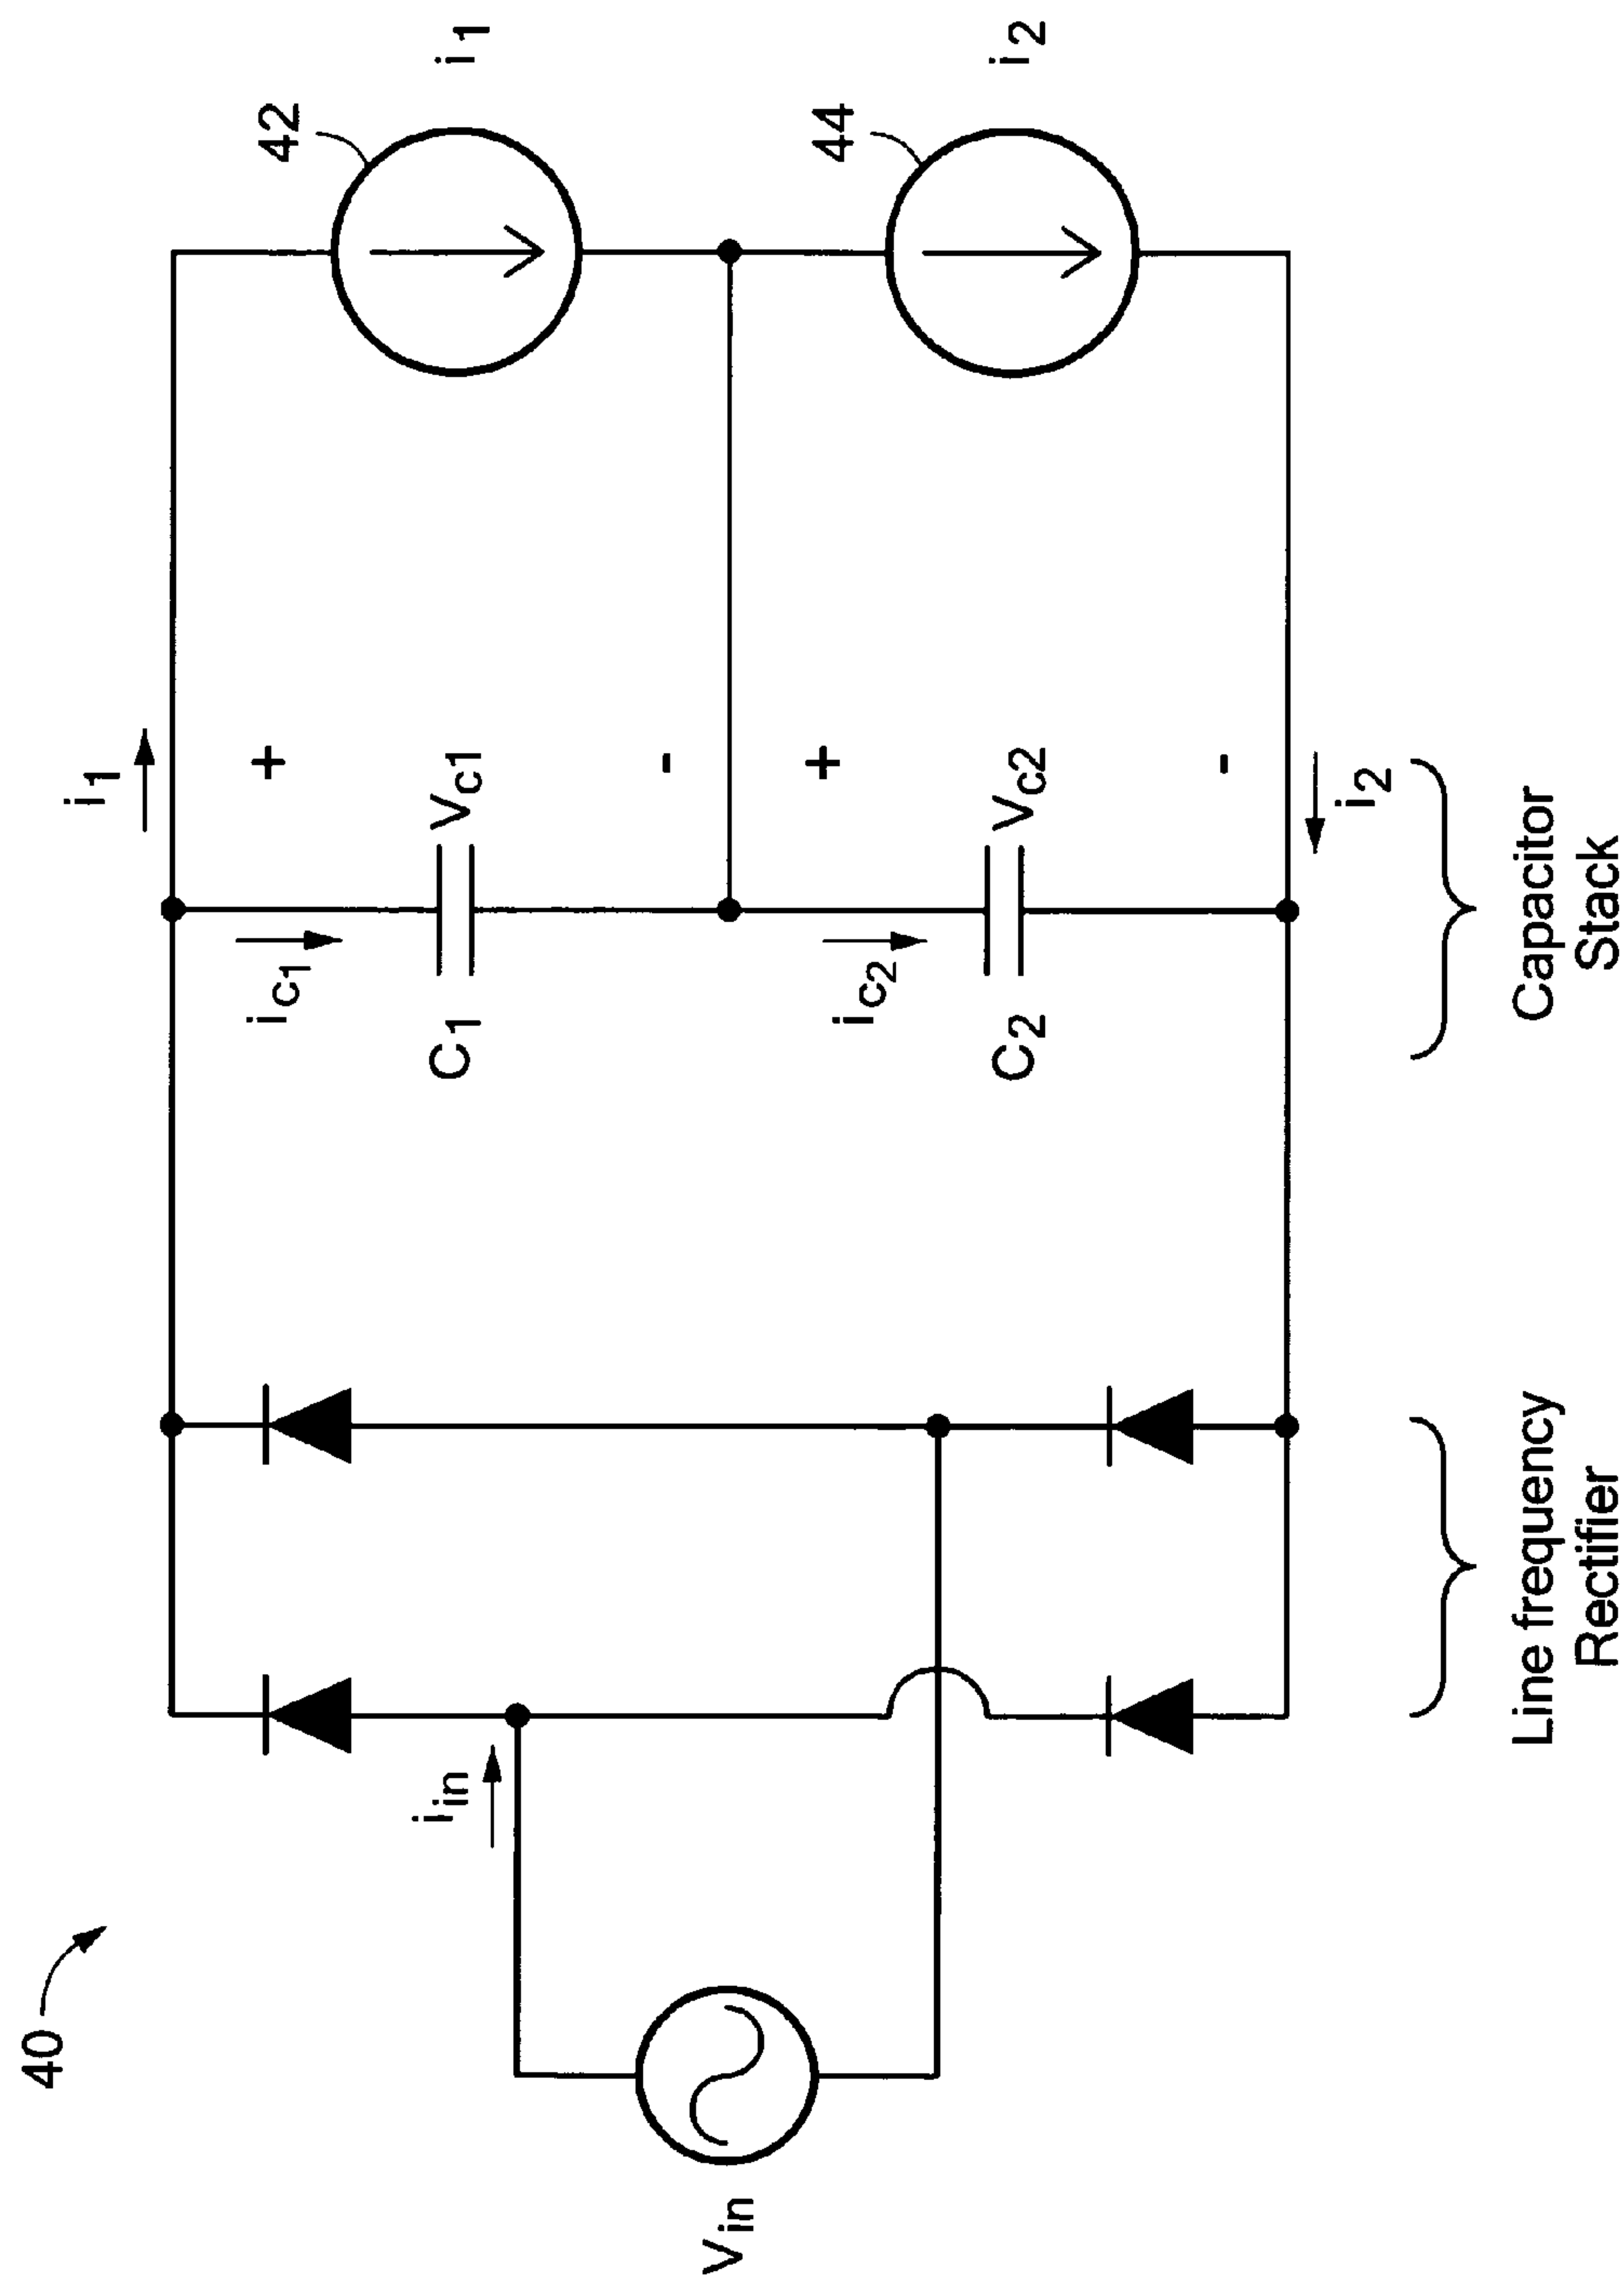 40
i1
42
+
iC1
iin
C1
Vc1
i1
-
Vin
44
+
iC2
C2
Vc2
i2
-
i2
Line frequency
Rectifier
Capacitor
Stack